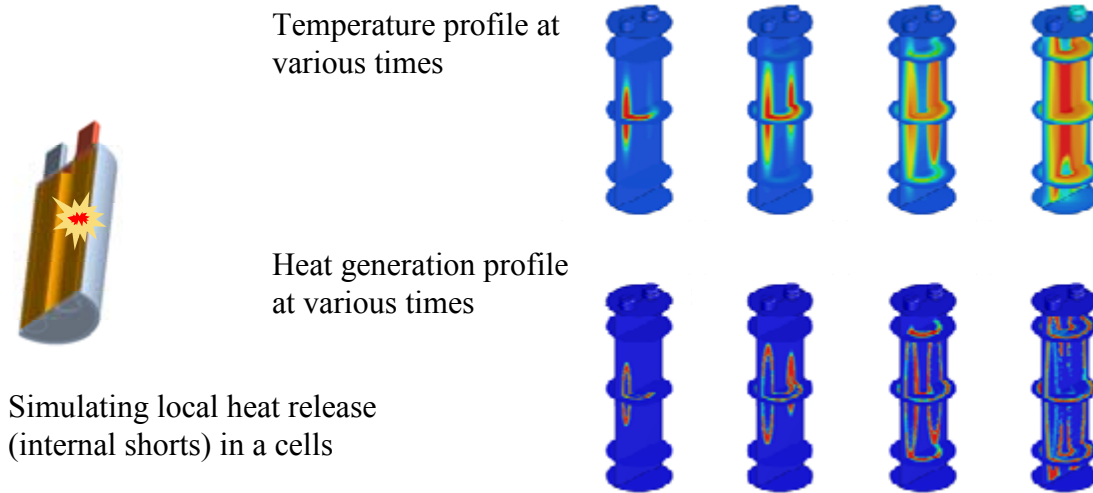 Temperature profile at
various times
Heat generation profile
at various times
Simulating local heat release
(internal shorts) in a cells